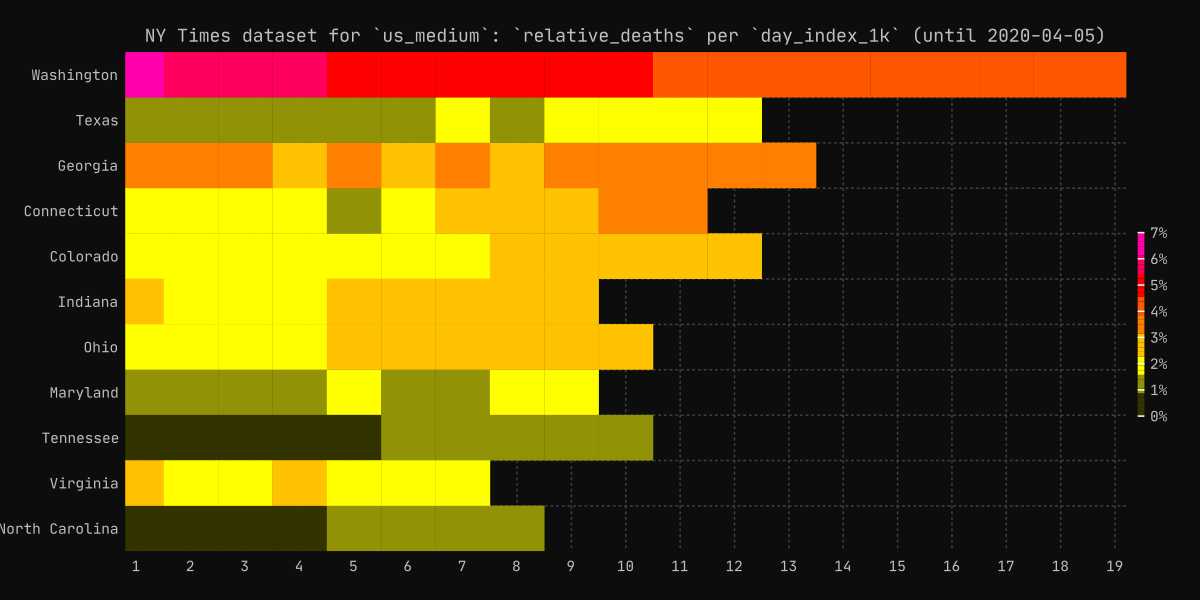 NY Times dataset for `us_medium`: `relative_deaths` per `day_index_1k` (until 2020-04-05)
Washington
Texas
Georgia
Connecticut
Colorado
Indiana
Ohio
Maryland
Tennessee
Virginia
North Carolina
7%
6%
5%
4%
3%
2%
1%
0%
1 2 3 4 5 6 7 8 9 10 11 12 13 14 15 16 17 18 19